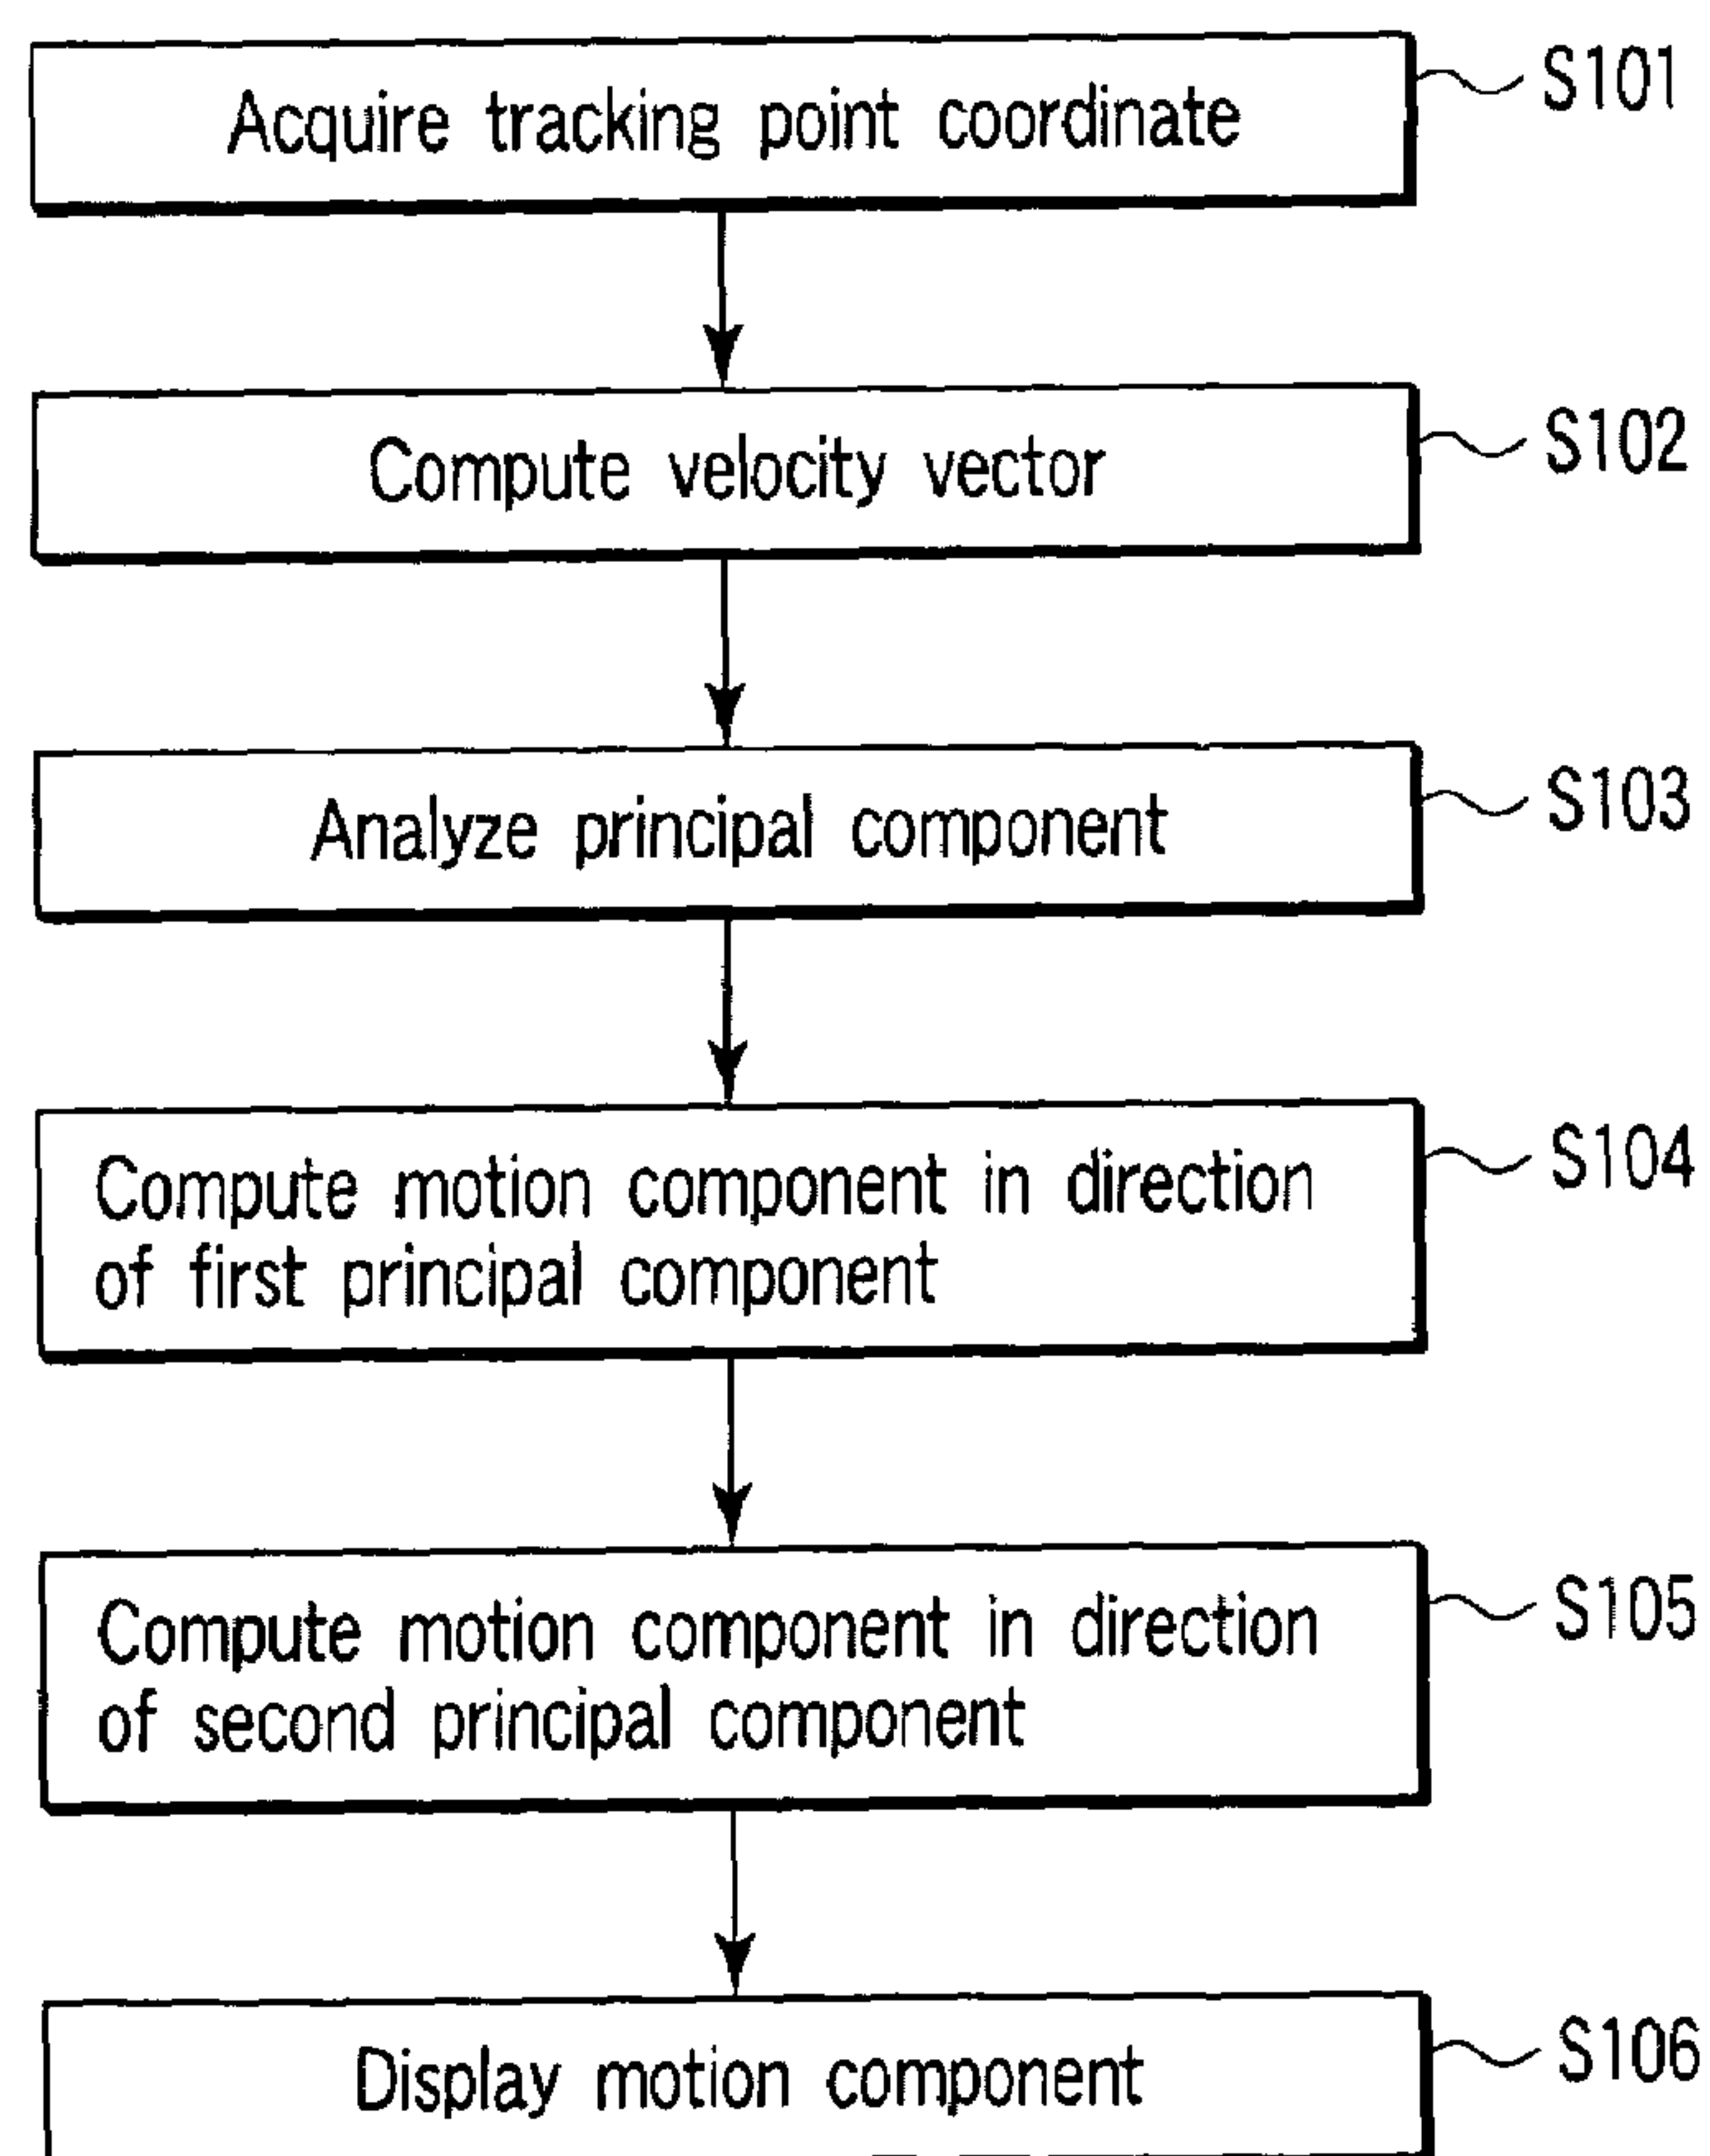 Acquire tracking point coordinate
S101
Compute velocity vector
S102
Analyze principal component
S103
Compute motion component in direction
of first principal component
S104
Compute motion component in direction
of second principal component
S105
Display motion component
S106